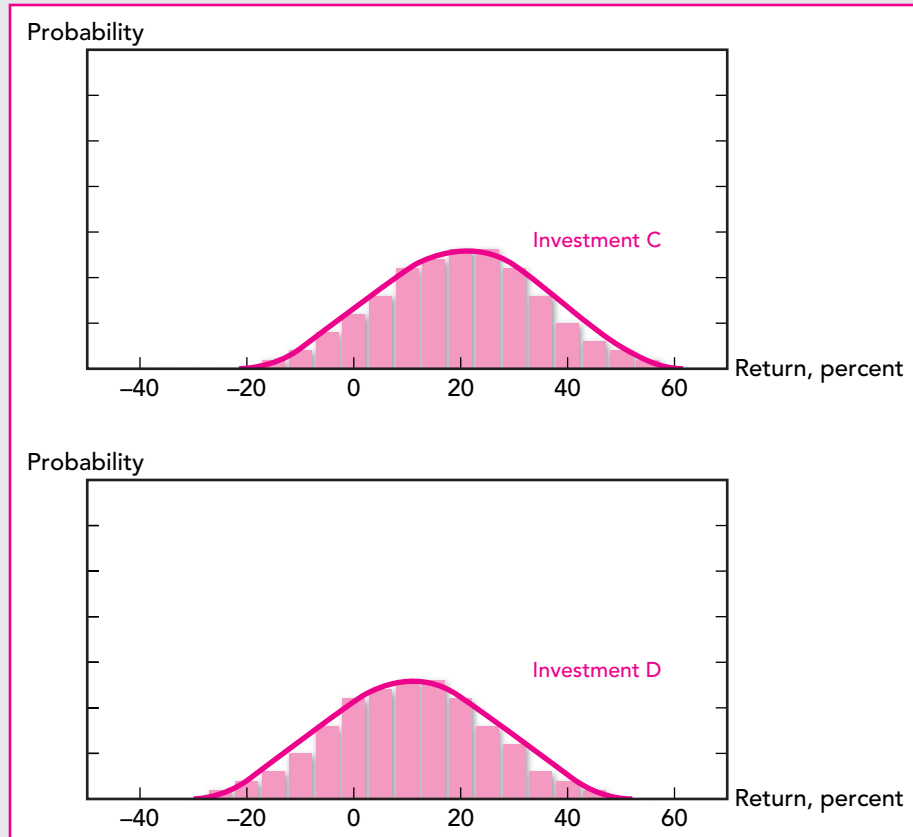 Probability
Investment C
Return, percent
–40 –20 0 20 40 60
Probability
Investment D
Return, percent
–40 –20 0 20 40 60